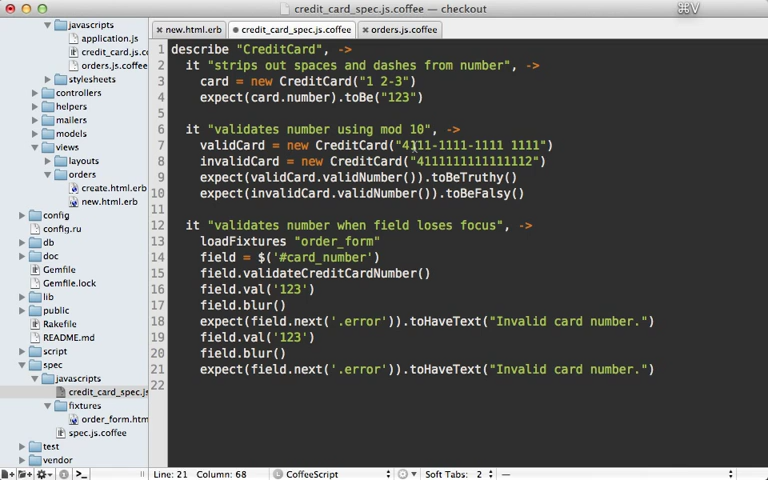 credit_card_spec.js.coffee — checkout
⌘V
new.html.erb
credit_card_spec.js.coffee
orders.js.coffee
javascripts
application.js
credit_card.js.co
orders.js.coffee
stylesheets
controllers
helpers
mailers
models
views
layouts
orders
create.html.erb
new.html.erb
config
config.ru
db
doc
Gemfile
Gemfile.lock
lib
public
Rakefile
README.md
script
spec
javascripts
credit_card_spec.js
fixtures
order_form.htm
spec.js.coffee
test
vendor
1 describe "CreditCard", ->
2 it "strips out spaces and dashes from number", ->
3 card = new CreditCard("1 2-3")
4 expect(card.number).toBe("123")
5
6 it "validates number using mod 10", ->
7 validCard = new CreditCard("4111-1111-1111 1111")
8 invalidCard = new CreditCard("4111111111111112")
9 expect(validCard.validNumber()).toBeTruthy()
10 expect(invalidCard.validNumber()).toBeFalsy()
11
12 it "validates number when field loses focus", ->
13 loadFixtures "order_form"
14 field = $('#card_number')
15 field.validateCreditCardNumber()
16 field.val('123')
17 field.blur()
18 expect(field.next('.error')).toHaveText("Invalid card number.")
19 field.val('123')
20 field.blur()
21 expect(field.next('.error')).toHaveText("Invalid card number.")
22
Line: 21 Column: 68
CoffeeScript
Soft Tabs: 2
—